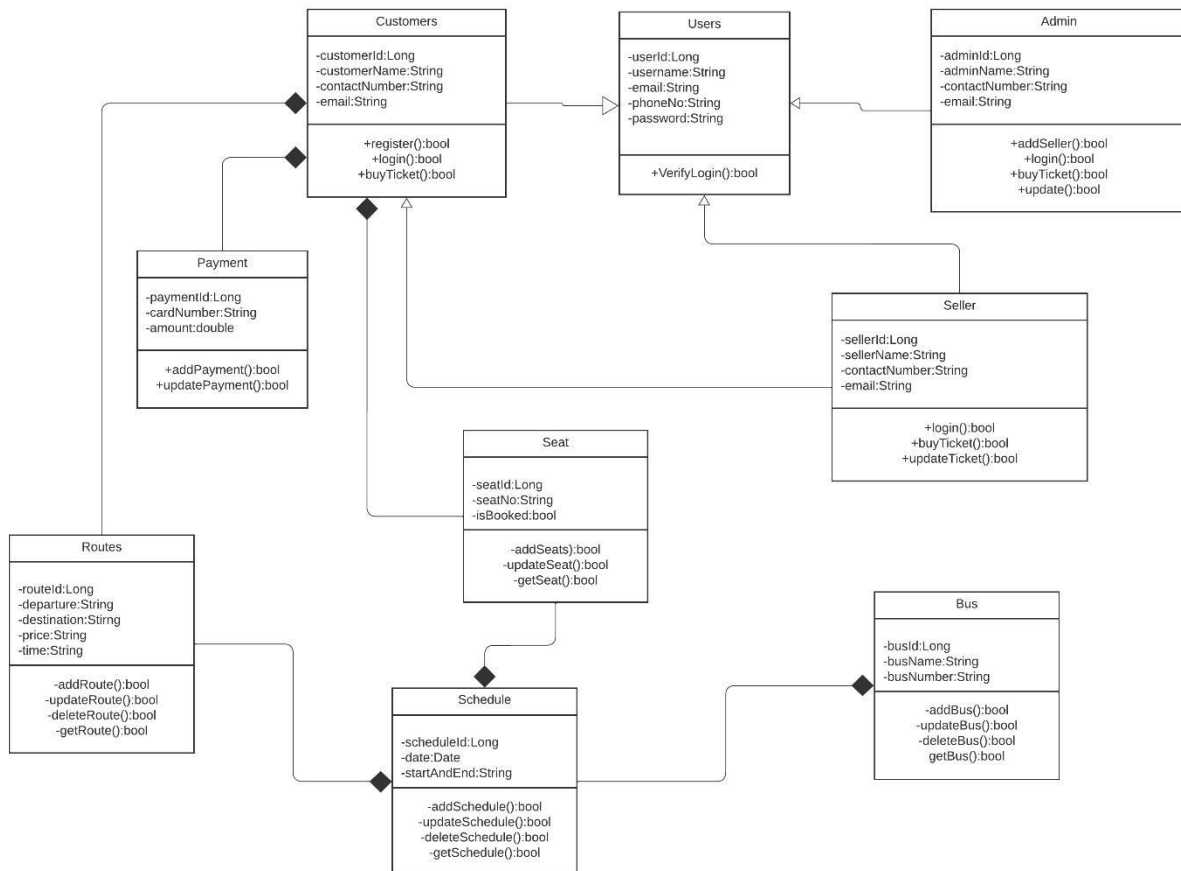 Customers
-customerId:Long
-customerName:String
-contactNumber:String
-email:String
+register():bool
+login():bool
+buyTicket():bool
Users
-userId:Long
-username:String
-email:String
-phoneNo:String
-password:String
+VerifyLogin():bool
Admin
-adminId:Long
-adminName:String
-contactNumber:String
-email:String
+addSeller():bool
+login():bool
+buyTicket():bool
+update():bool
Payment
-paymentId:Long
-cardNumber:String
-amount:double
+addPayment():bool
+updatePayment():bool
Seller
-sellerId:Long
-sellerName:String
-contactNumber:String
-email:String
+login():bool
+buyTicket():bool
+updateTicket():bool
Seat
-seatId:Long
-seatNo:String
-isBooked:bool
-addSeats):bool
-updateSeat():bool
-getSeat():bool
Routes
-routeId:Long
-departure:String
-destination:Stirng
-price:String
-time:String
-addRoute():bool
-updateRoute():bool
-deleteRoute():bool
-getRoute():bool
Bus
-busId:Long
-busName:String
-busNumber:String
-addBus():bool
-updateBus():bool
-deleteBus():bool
getBus():bool
Schedule
-scheduleId:Long
-date:Date
-startAndEnd:String
-addSchedule():bool
-updateSchedule():bool
-deleteSchedule():bool
-getSchedule():bool